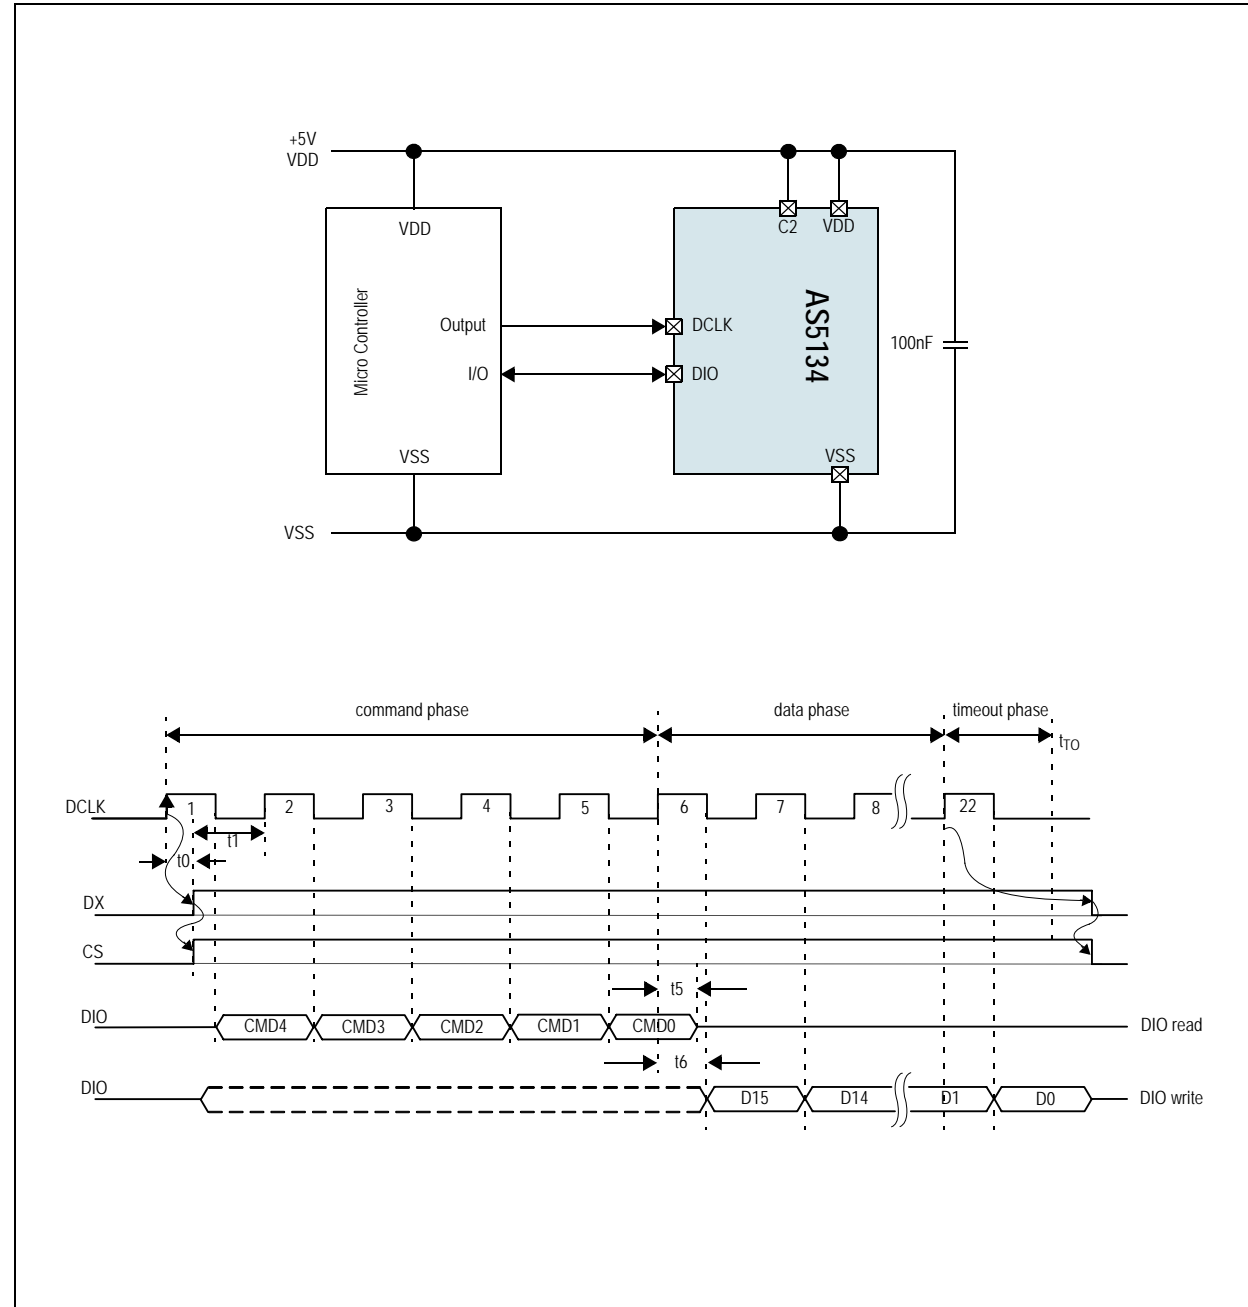 +5V
VDD
VDD
C2
VDD
Micro Controller
Output
DCLK
AS5134
100nF
I/O
DIO
VSS
VSS
VSS
command phase
data phase
timeout phase
tTO
DCLK
1
2
3
4
5
6
7
8
22
t1
t0
DX
CS
t5
DIO
CMD4
CMD3
CMD2
CMD1
CMD0
DIO read
t6
DIO
D15
D14
D1
D0
DIO write